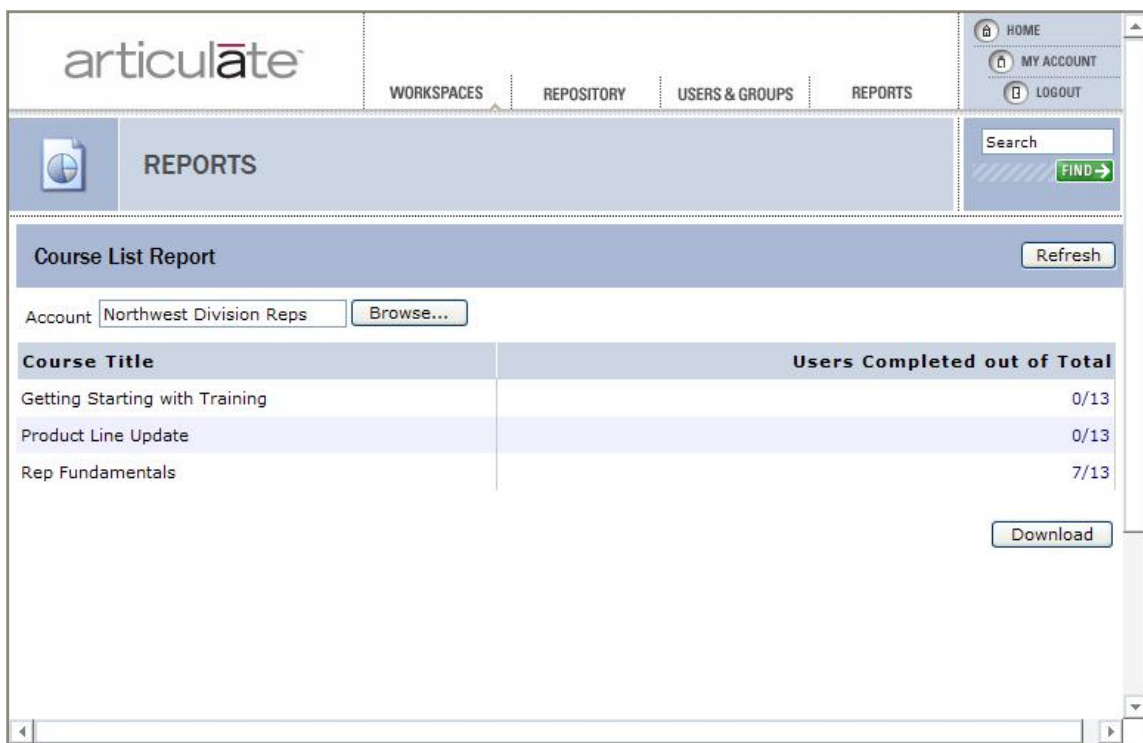 articulāte™
WORKSPACES REPOSITORY USERS & GROUPS REPORTS
HOME
MY ACCOUNT
LOGOUT
REPORTS
Search
FIND→
Course List Report
Refresh
Account Northwest Division Reps Browse...
Course Title Users Completed out of Total
Getting Starting with Training 0/13
Product Line Update 0/13
Rep Fundamentals 7/13
Download